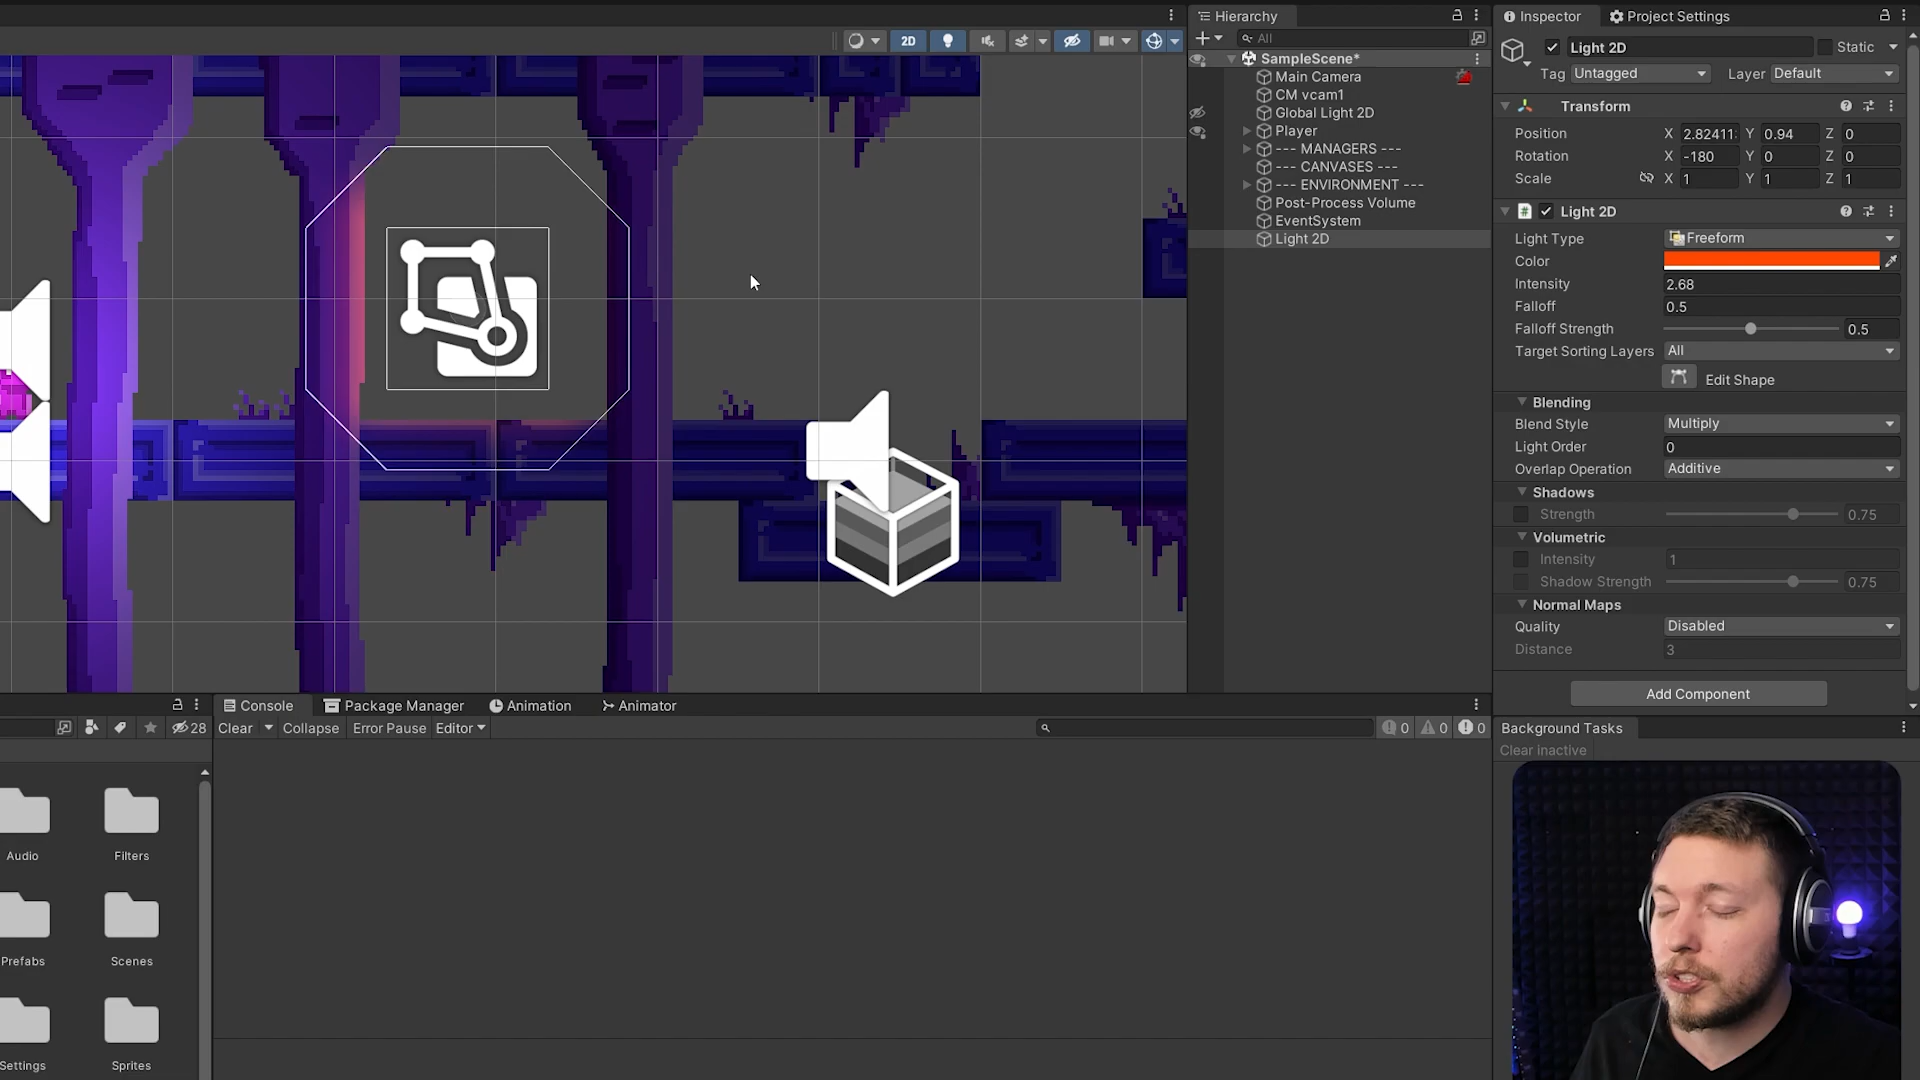 2D
Hierarchy
All
SampleScene*
Main Camera
CM vcam1
Global Light 2D
Player
--- MANAGERS ---
--- CANVASES ---
--- ENVIRONMENT ---
Post-Process Volume
EventSystem
Light 2D
Inspector Project Settings
Light 2D Static
Tag Untagged Layer Default
Transform
Position X 2.82411 Y 0.94 Z 0
Rotation X -180 Y 0 Z 0
Scale X 1 Y 1 Z 1
# Light 2D
Light Type Freeform
Color
Intensity 2.68
Falloff 0.5
Falloff Strength 0.5
Target Sorting Layers All
Edit Shape
Blending
Blend Style Multiply
Light Order 0
Overlap Operation Additive
Shadows
Strength 0.75
Volumetric
Intensity 1
Shadow Strength 0.75
Normal Maps
Quality Disabled
Distance 3
Add Component
Background Tasks
Clear inactive
28
Console Package Manager Animation Animator
Clear Collapse Error Pause Editor 0 0 0
Audio Filters
Prefabs Scenes
Settings Sprites